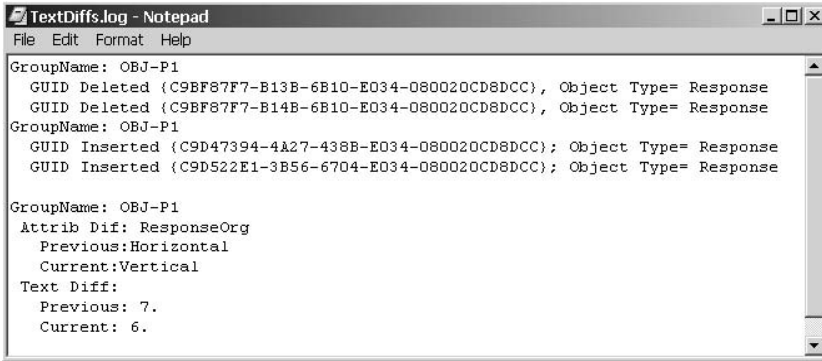 TextDiffs.log - Notepad
File Edit Format Help
GroupName: OBJ-P1
GUID Deleted {C9BF87F7-B13B-6B10-E034-080020CD8DCC}, Object Type= Response
GUID Deleted {C9BF87F7-B14B-6B10-E034-080020CD8DCC}, Object Type= Response
GroupName: OBJ-P1
GUID Inserted {C9D47394-4A27-438B-E034-080020CD8DCC}; Object Type= Response
GUID Inserted {C9D522E1-3B56-6704-E034-080020CD8DCC}; Object Type= Response
GroupName: OBJ-P1
Attrib Dif: ResponseOrg
Previous:Horizontal
Current:Vertical
Text Diff:
Previous: 7.
Current: 6.